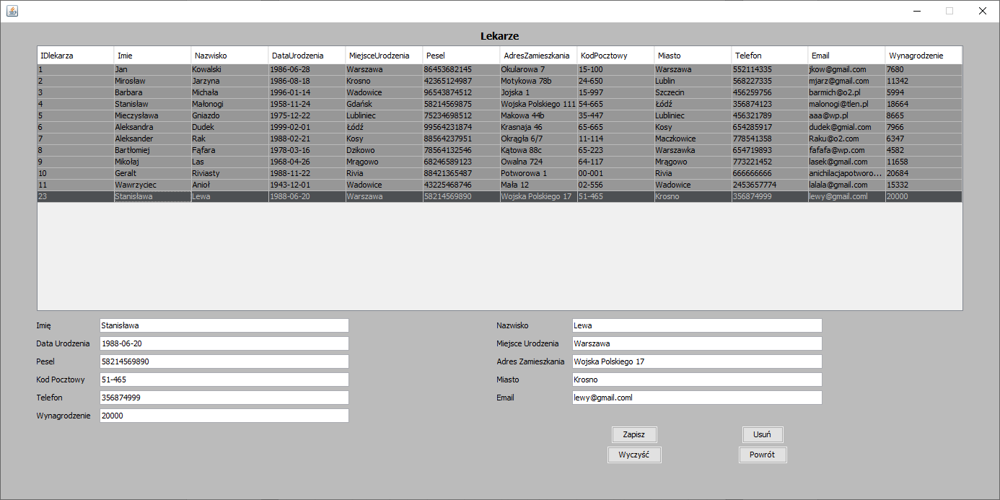 Lekarze
IDlekarza Imie Nazwisko DataUrodzenia MiejsceUrodzenia Pesel AdresZamieszkania KodPocztowy Miasto Telefon Email Wynagrodzenie
1 Jan Kowalski 1986-06-28 Warszawa 86453682145 Okularowa 7 15-100 Warszawa 552114335 jkow@gmail.com 7680
2 Mirosław Jarzyna 1986-08-18 Krosno 42365124987 Motykowa 78b 24-650 Lublin 568227335 mjarz@gmail.com 11342
3 Barbara Michała 1996-01-14 Wadowice 96543874512 Jojska 1 15-997 Szczecin 456259756 barmich@o2.pl 5994
4 Stanisław Małonogi 1958-11-24 Gdańsk 58214569875 Wojska Polskiego 111 54-665 Łódź 356874123 malonogi@tlen.pl 18664
5 Mieczysława Gniazdo 1975-12-22 Lubliniec 75234698512 Makowa 44b 35-447 Lubliniec 456321789 aaa@wp.pl 8665
6 Aleksandra Dudek 1999-02-01 Łódź 99564231874 Krasnaja 46 65-665 Kosy 654285917 dudek@gmial.com 7966
7 Aleksander Rak 1988-02-21 Kosy 88564237951 Okrągła 6/7 11-114 Maczkowice 778541358 Raku@o2.com 6347
8 Bartłomiej Fąfara 1978-03-16 Dzikowo 78564132546 Kątowa 88c 65-223 Warszawka 654719893 fafafa@wp.com 4582
9 Mikołaj Las 1968-04-26 Mrągowo 68246589123 Owalna 724 64-117 Mrągowo 773221452 lasek@gmail.com 11658
10 Geralt Riviasty 1988-11-22 Rivia 88421365487 Potworowa 1 00-001 Rivia 666666666 anichilacjapotworo... 20684
11 Wawrzyciec Anioł 1943-12-01 Wadowice 43225468746 Mała 12 02-556 Wadowice 2453657774 lalala@gmail.com 15332
23 Stanisława Lewa 1988-06-20 Warszawa 58214569890 Wojska Polskiego 17 51-465 Krosno 356874999 lewy@gmail.coml 20000
Imię Stanisława Nazwisko Lewa
Data Urodzenia 1988-06-20 Miejsce Urodzenia Warszawa
Pesel 58214569890 Adres Zamieszkania Wojska Polskiego 17
Kod Pocztowy 51-465 Miasto Krosno
Telefon 356874999 Email lewy@gmail.coml
Wynagrodzenie 20000
Zapisz Usuń
Wyczyść Powrót